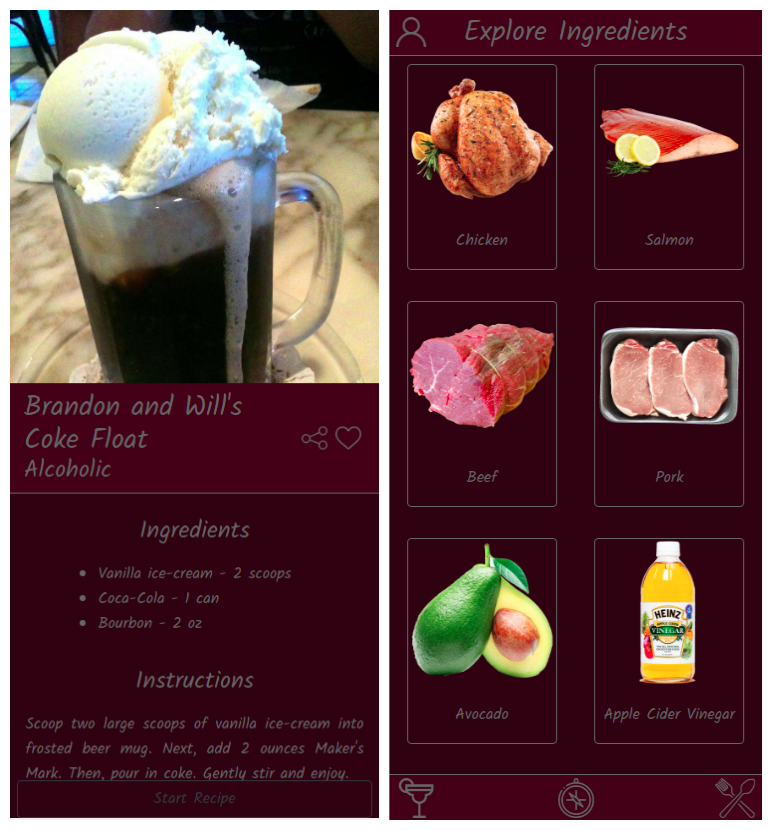 Brandon and Will's
Coke Float
Alcoholic
Ingredients
Vanilla ice-cream - 2 scoops
Coca-Cola - 1 can
Bourbon - 2 oz
Instructions
Scoop two large scoops of vanilla ice-cream into
frosted beer mug. Next, add 2 ounces Maker's
Mark. Then, pour in coke. Gently stir and enjoy.
Start Recipe
Explore Ingredients
Chicken
Salmon
Beef
Pork
Avocado
HEINZ
VINEGAR
Apple Cider Vinegar